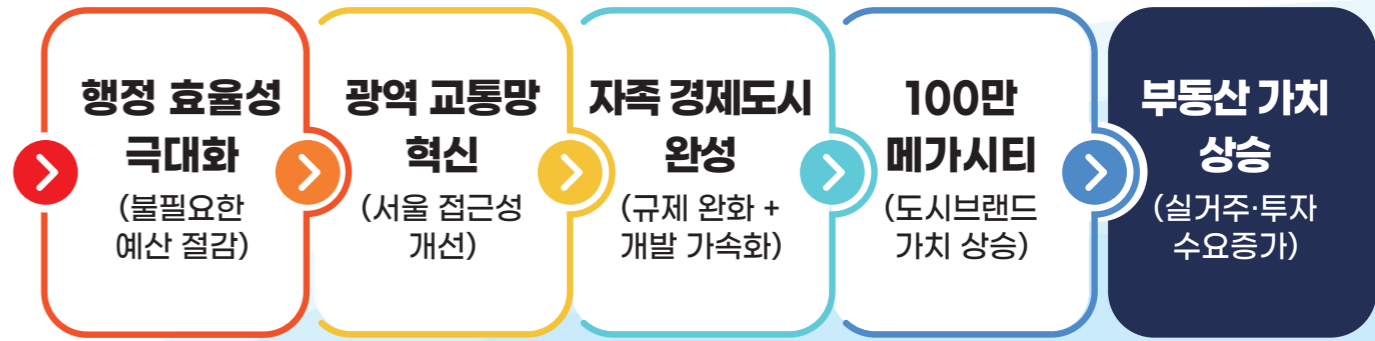 행정 효율성
극대화
(불필요한
예산 절감)
광역 교통망
혁신
(서울 접근성
개선)
자족 경제도시
완성
(규제 완화 +
개발 가속화)
100만
메가시티
(도시브랜드
가치 상승)
부동산 가치
상승
(실거주·투자
수요증가)